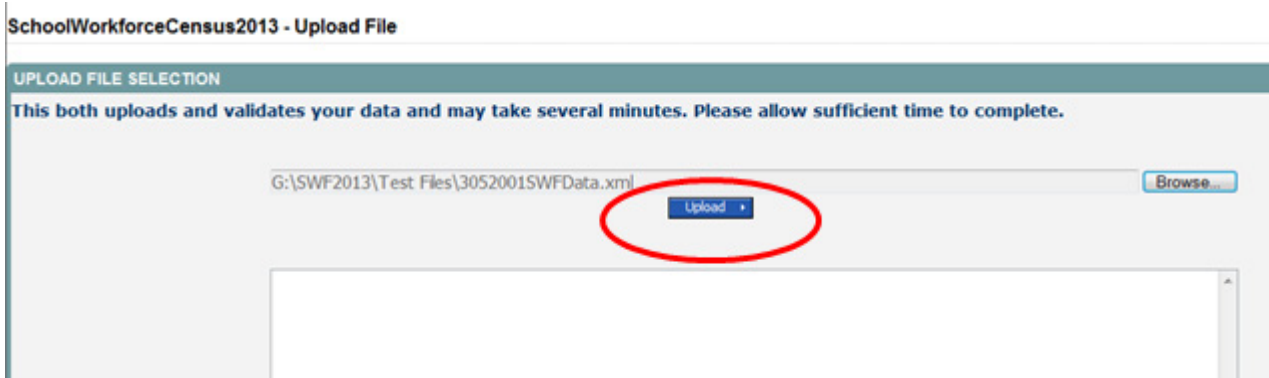 SchoolWorkforceCensus2013 - Upload File
UPLOAD FILE SELECTION
This both uploads and validates your data and may take several minutes. Please allow sufficient time to complete.
G:\SWF2013\Test Files\3052001SWFData.xml
Browse...
Upload